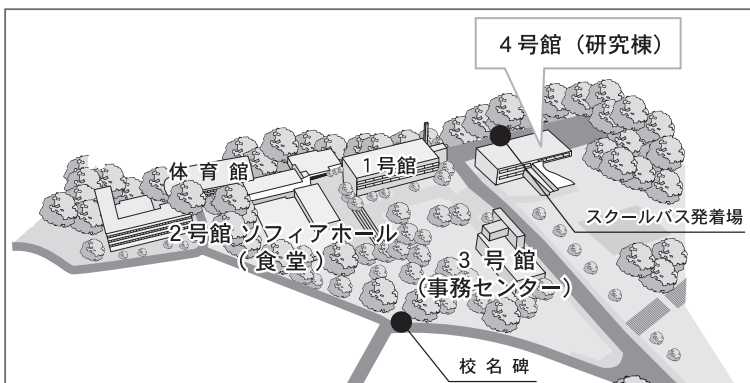 4号館(研究棟)
体育館
1号館
スクールバス発着場
2号館 ソフィアホール
(食堂)
3号館
(事務センター)
校名碑